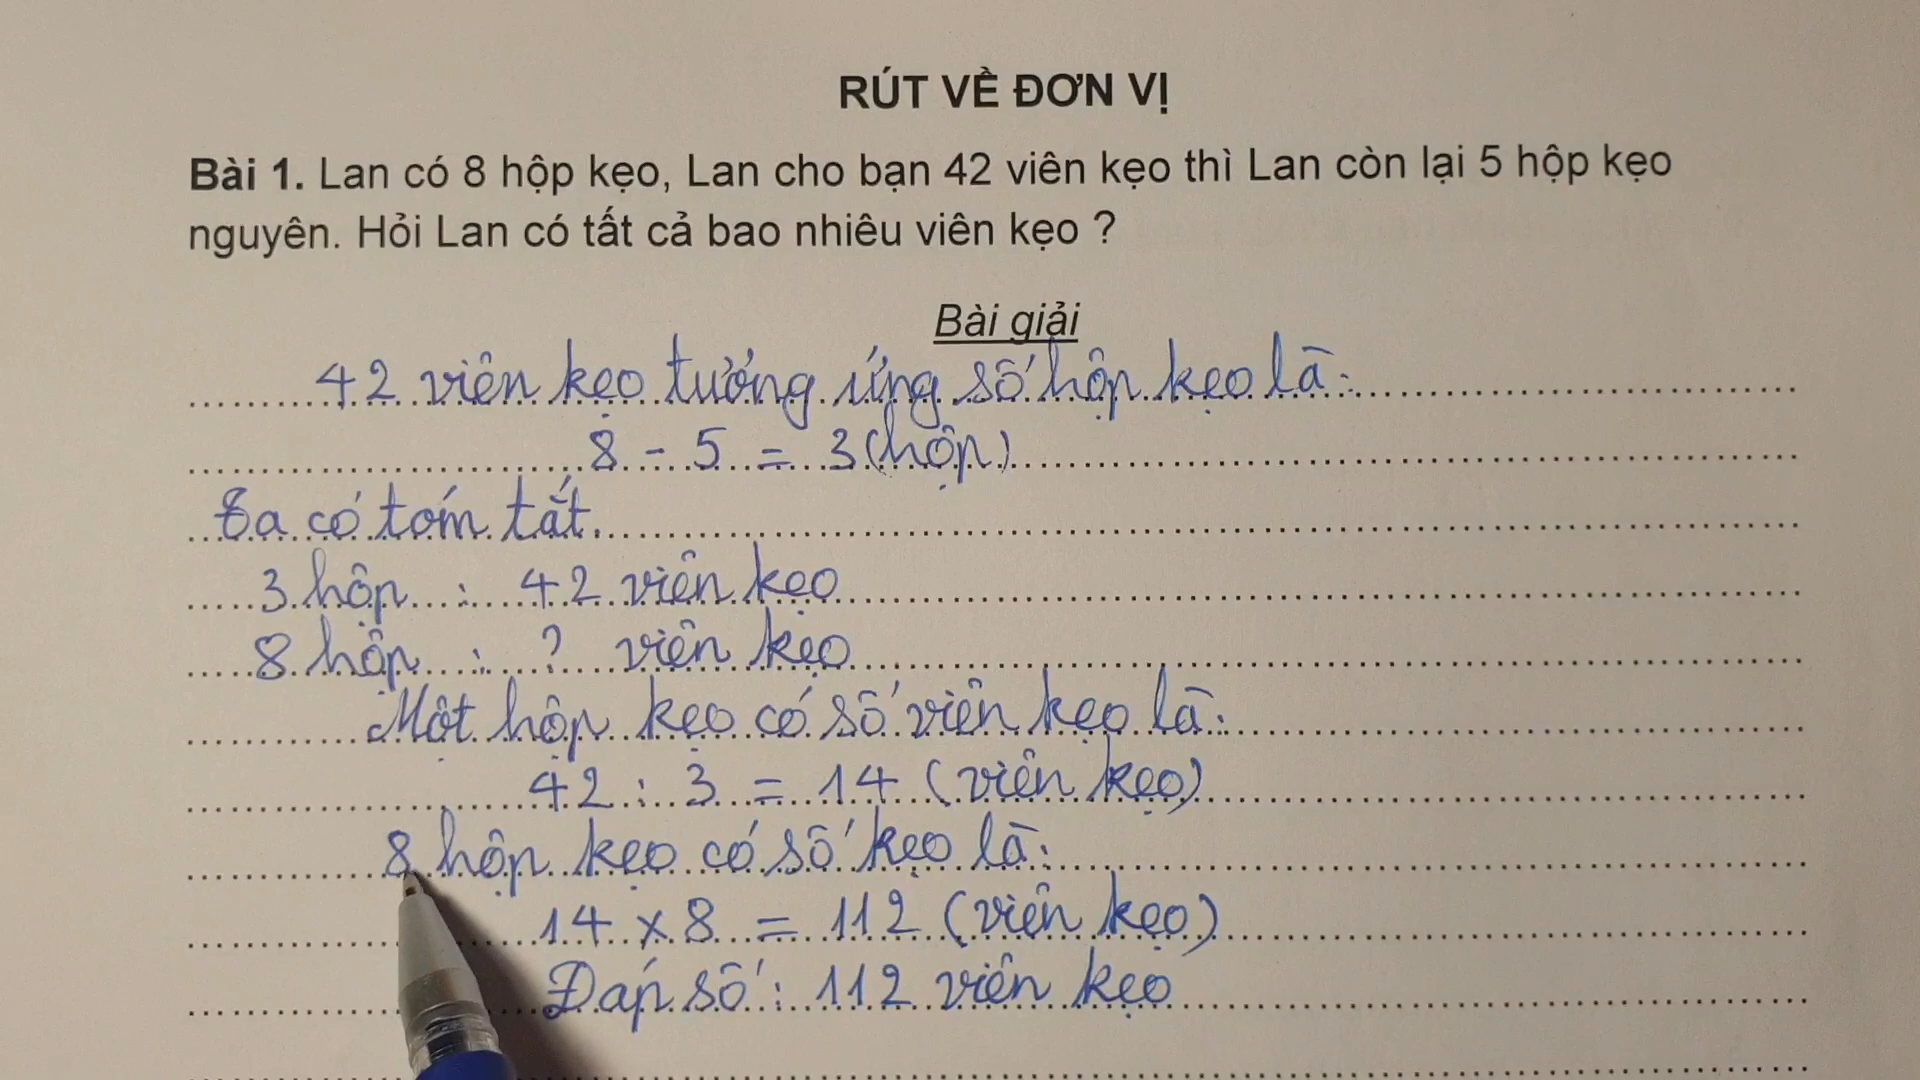 RÚT VỀ ĐƠN VỊ
Bài 1. Lan có 8 hộp kẹo, Lan cho bạn 42 viên kẹo thì Lan còn lại 5 hộp kẹo
nguyên. Hỏi Lan có tất cả bao nhiêu viên kẹo ?
Bài giải
42 viên kẹo tương ứng số hộp kẹo là:
8 - 5 = 3 (hộp)
Ta có tóm tắt.
3 hộp : 42 viên kẹo
8 hộp : ? viên kẹo
Một hộp kẹo có số viên kẹo là:
42 : 3 = 14 (viên kẹo)
8 hộp kẹo có số kẹo là:
14 x 8 = 112 (viên kẹo)
Đáp số : 112 viên kẹo